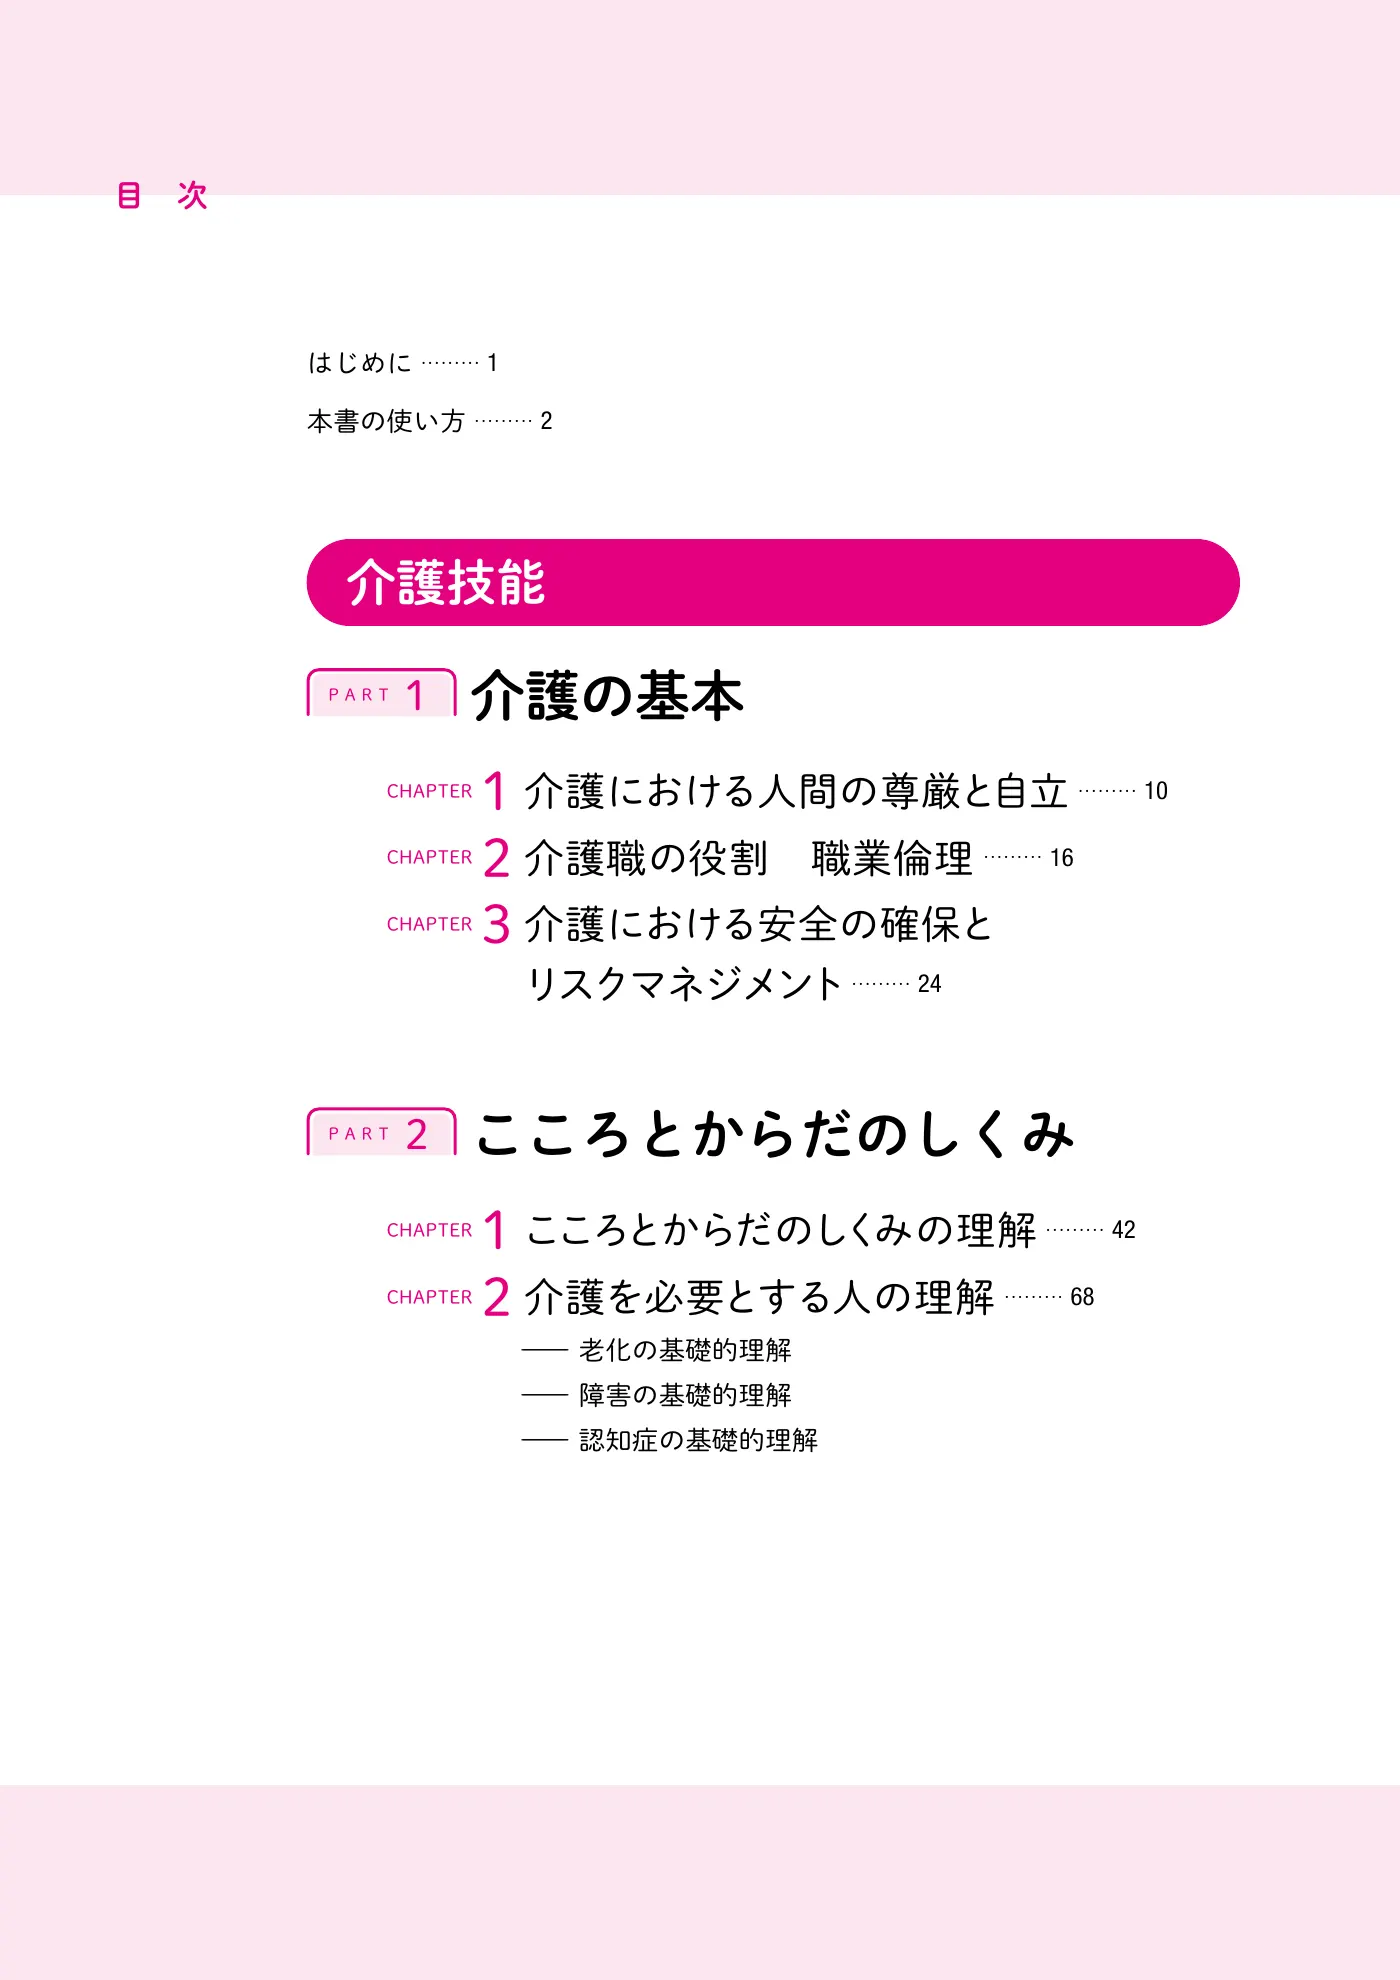 目　次
はじめに ……… 1
本書の使い方 ……… 2
介護技能
PART 1 介護の基本
CHAPTER 1 介護における人間の尊厳と自立 ……… 10
CHAPTER 2 介護職の役割　職業倫理 ……… 16
CHAPTER 3 介護における安全の確保と
リスクマネジメント ……… 24
PART 2 こころとからだのしくみ
CHAPTER 1 こころとからだのしくみの理解 ……… 42
CHAPTER 2 介護を必要とする人の理解 ……… 68
── 老化の基礎的理解
── 障害の基礎的理解
── 認知症の基礎的理解